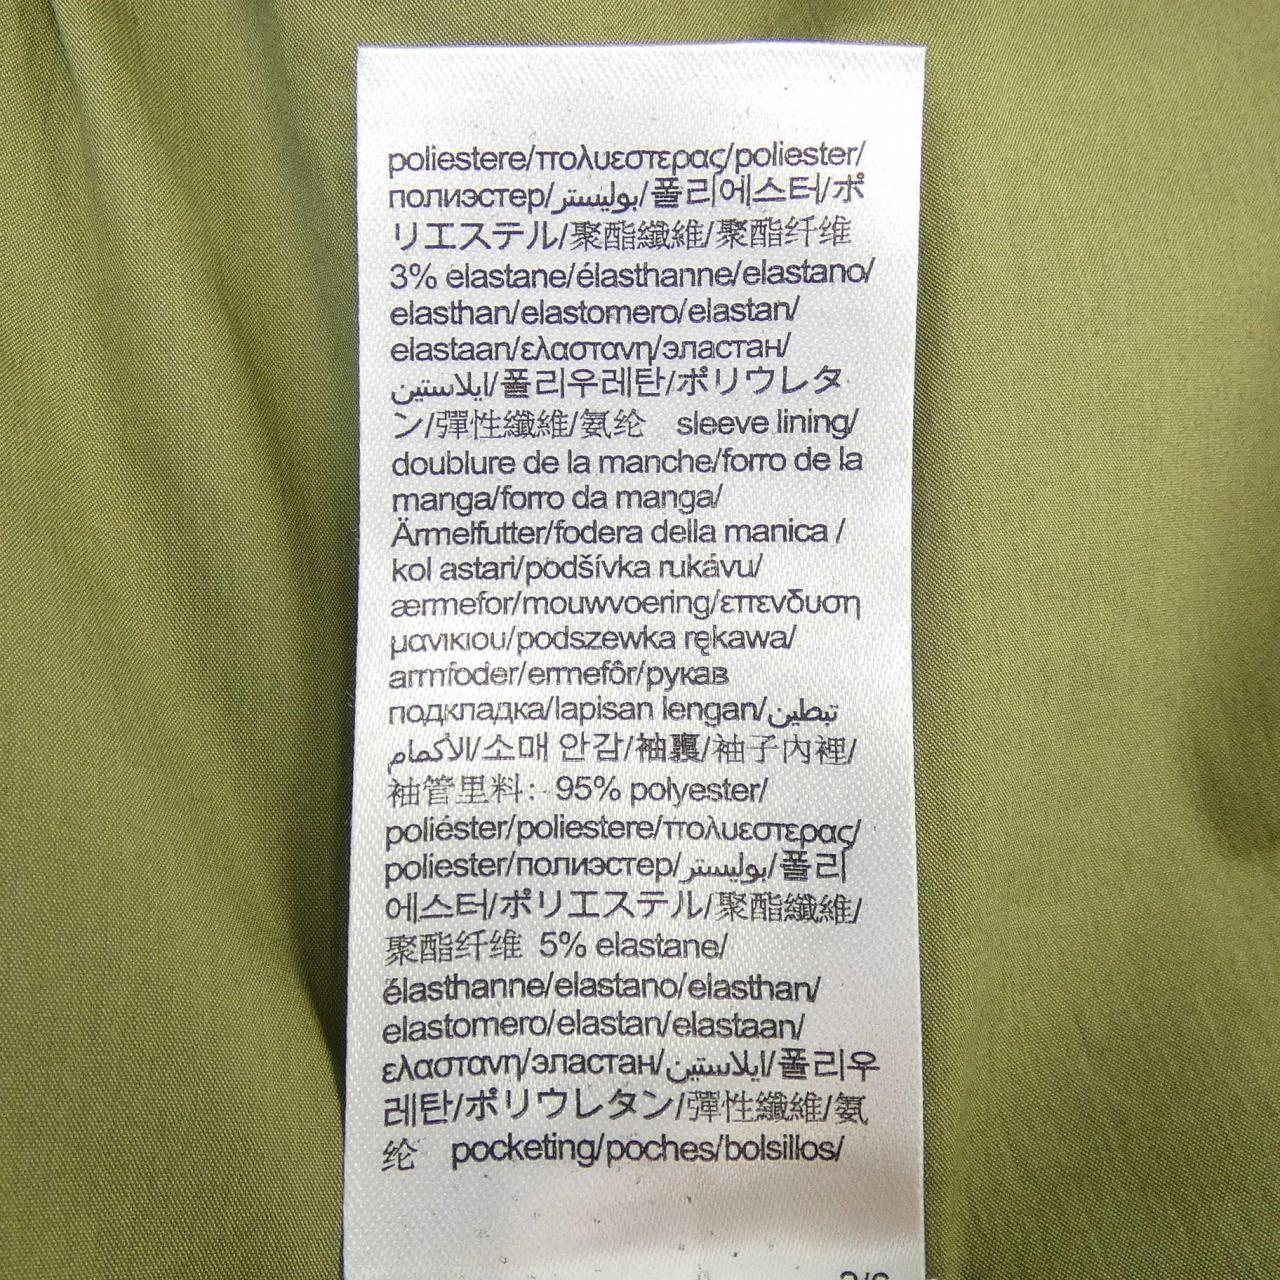 poliestere/πολυεστερας/poliester/
полиэстер/بوليستر/폴리에스터/ポ
リエステル/聚酯纖維/聚酯纤维
3% elastane/élasthanne/elastano/
elasthan/elastomero/elastan/
elastaan/ελαστανη/эластан/
ايلاستين/폴리우레탄/ポリウレタ
ン/彈性纖維/氨纶 sleeve lining/
doublure de la manche/forro de la
manga/forro da manga/
Ärmelfutter/fodera della manica /
kol astari/podšívka rukávu/
ærmefor/mouwvoering/επενδυση
μανικιου/podszewka rękawa/
armfoder/ermefôr/рукав
подкладка/lapisan lengan/تبطين
الأكمام/소매 안감/袖裏/袖子內裡/
袖管里料: 95% polyester/
poliéster/poliestere/πολυεστερας/
poliester/полиэстер/بوليستر/폴리
에스터/ポリエステル/聚酯纖維/
聚酯纤维 5% elastane/
élasthanne/elastano/elasthan/
elastomero/elastan/elastaan/
ελαστανη/эластан/ايلاستين/폴리우
레탄/ポリウレタン/彈性纖維/氨
纶 pocketing/poches/bolsillos/